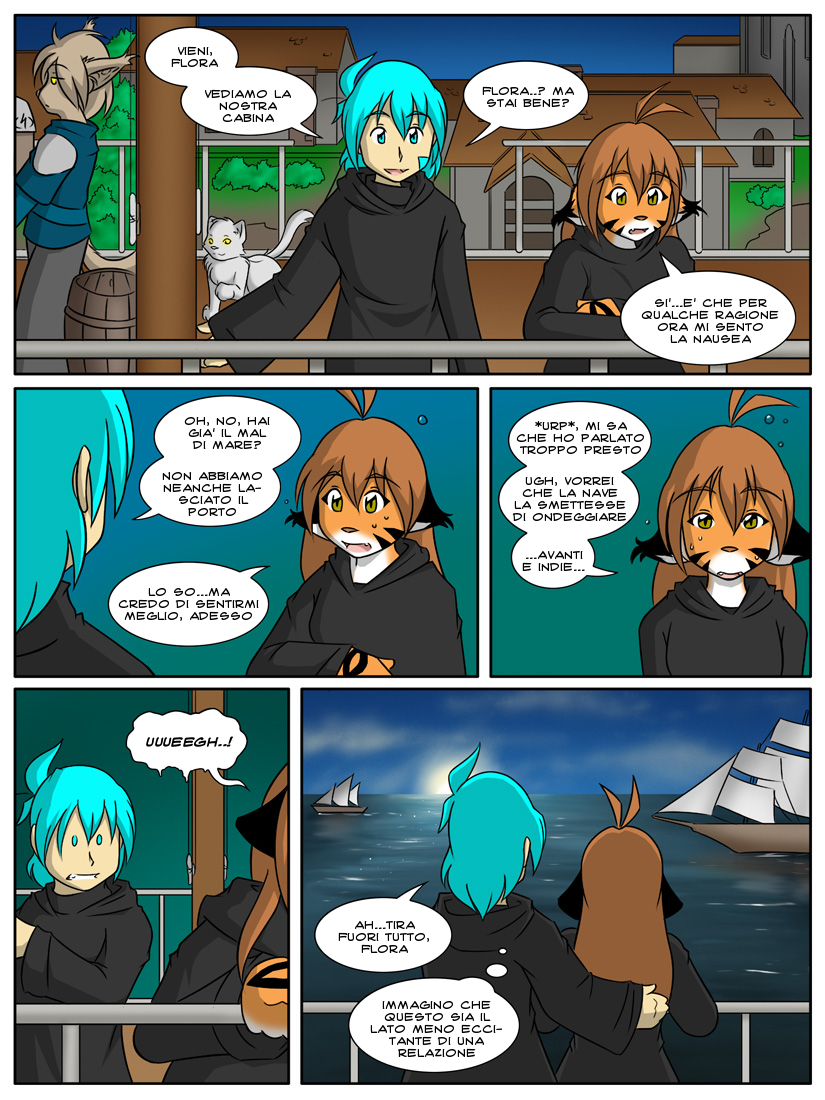 VIENI,
FLORA
VEDIAMO LA
NOSTRA
CABINA
FLORA..? MA
STAI BENE?
SI'...E' CHE PER
QUALCHE RAGIONE
ORA MI SENTO
LA NAUSEA
OH, NO, HAI
GIA' IL MAL
DI MARE?
NON ABBIAMO
NEANCHE LA-
SCIATO IL
PORTO
LO SO...MA
CREDO DI SENTIRMI
MEGLIO, ADESSO
*URP*, MI SA
CHE HO PARLATO
TROPPO PRESTO
UGH, VORREI
CHE LA NAVE
LA SMETTESSE
DI ONDEGGIARE
...AVANTI
E INDIE...
UUUEEGH..!
AH...TIRA
FUORI TUTTO,
FLORA
IMMAGINO CHE
QUESTO SIA IL
LATO MENO ECCI-
TANTE DI UNA
RELAZIONE